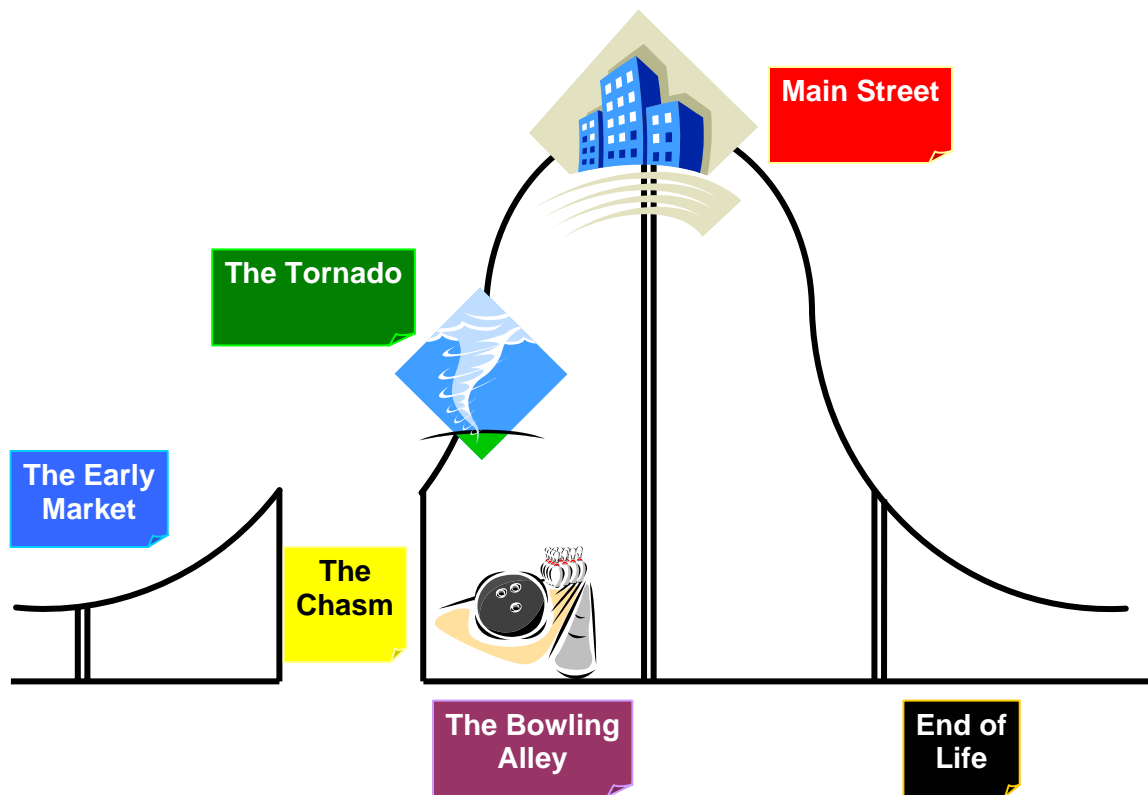 Main Street
The Tornado
The Early
Market
The
Chasm
The Bowling
Alley
End of
Life